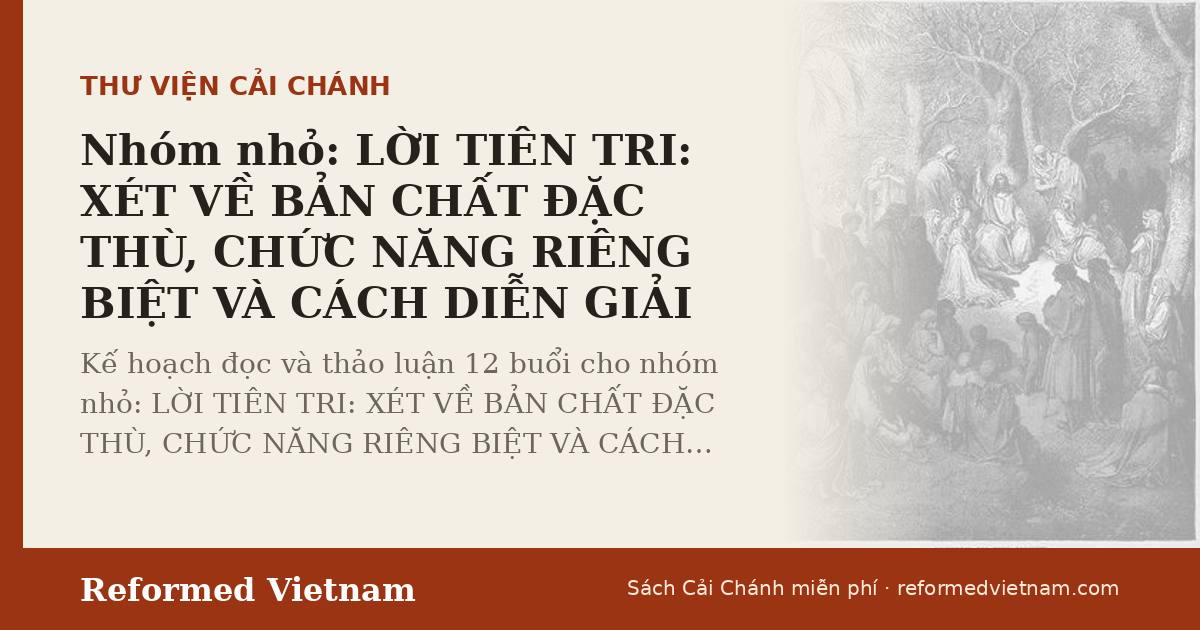 THƯ VIỆN CẢI CHÁNH
Nhóm nhỏ: LỜI TIÊN TRI:
XÉT VỀ BẢN CHẤT ĐẶC
THÙ, CHỨC NĂNG RIÊNG
BIỆT VÀ CÁCH DIỄN GIẢI
Kế hoạch đọc và thảo luận 12 buổi cho nhóm
nhỏ: LỜI TIÊN TRI: XÉT VỀ BẢN CHẤT ĐẶC
THÙ, CHỨC NĂNG RIÊNG BIỆT VÀ CÁCH...
Reformed Vietnam
Sách Cải Chánh miễn phí · reformedvietnam.com